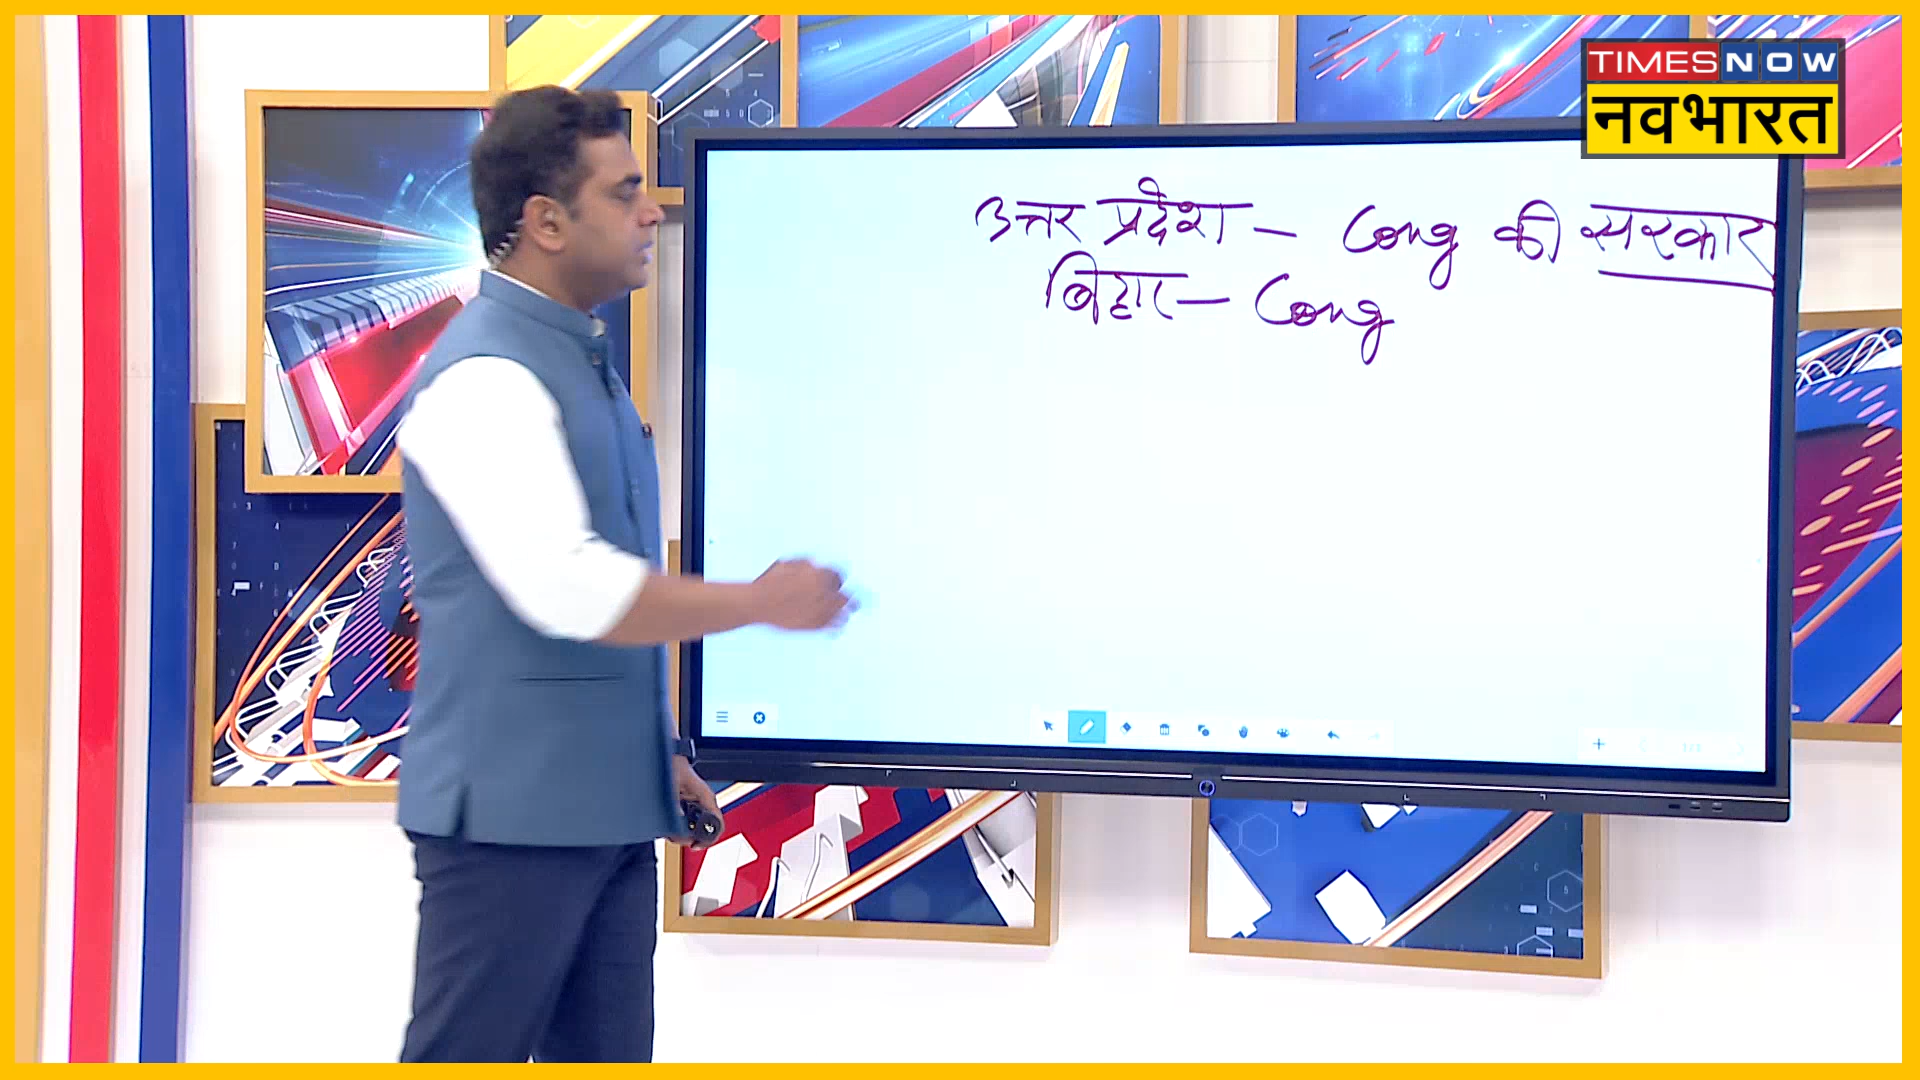 TIMES NOW
नवभारत
उत्तर प्रदेश - Cong की सरकार
बिहार - Cong